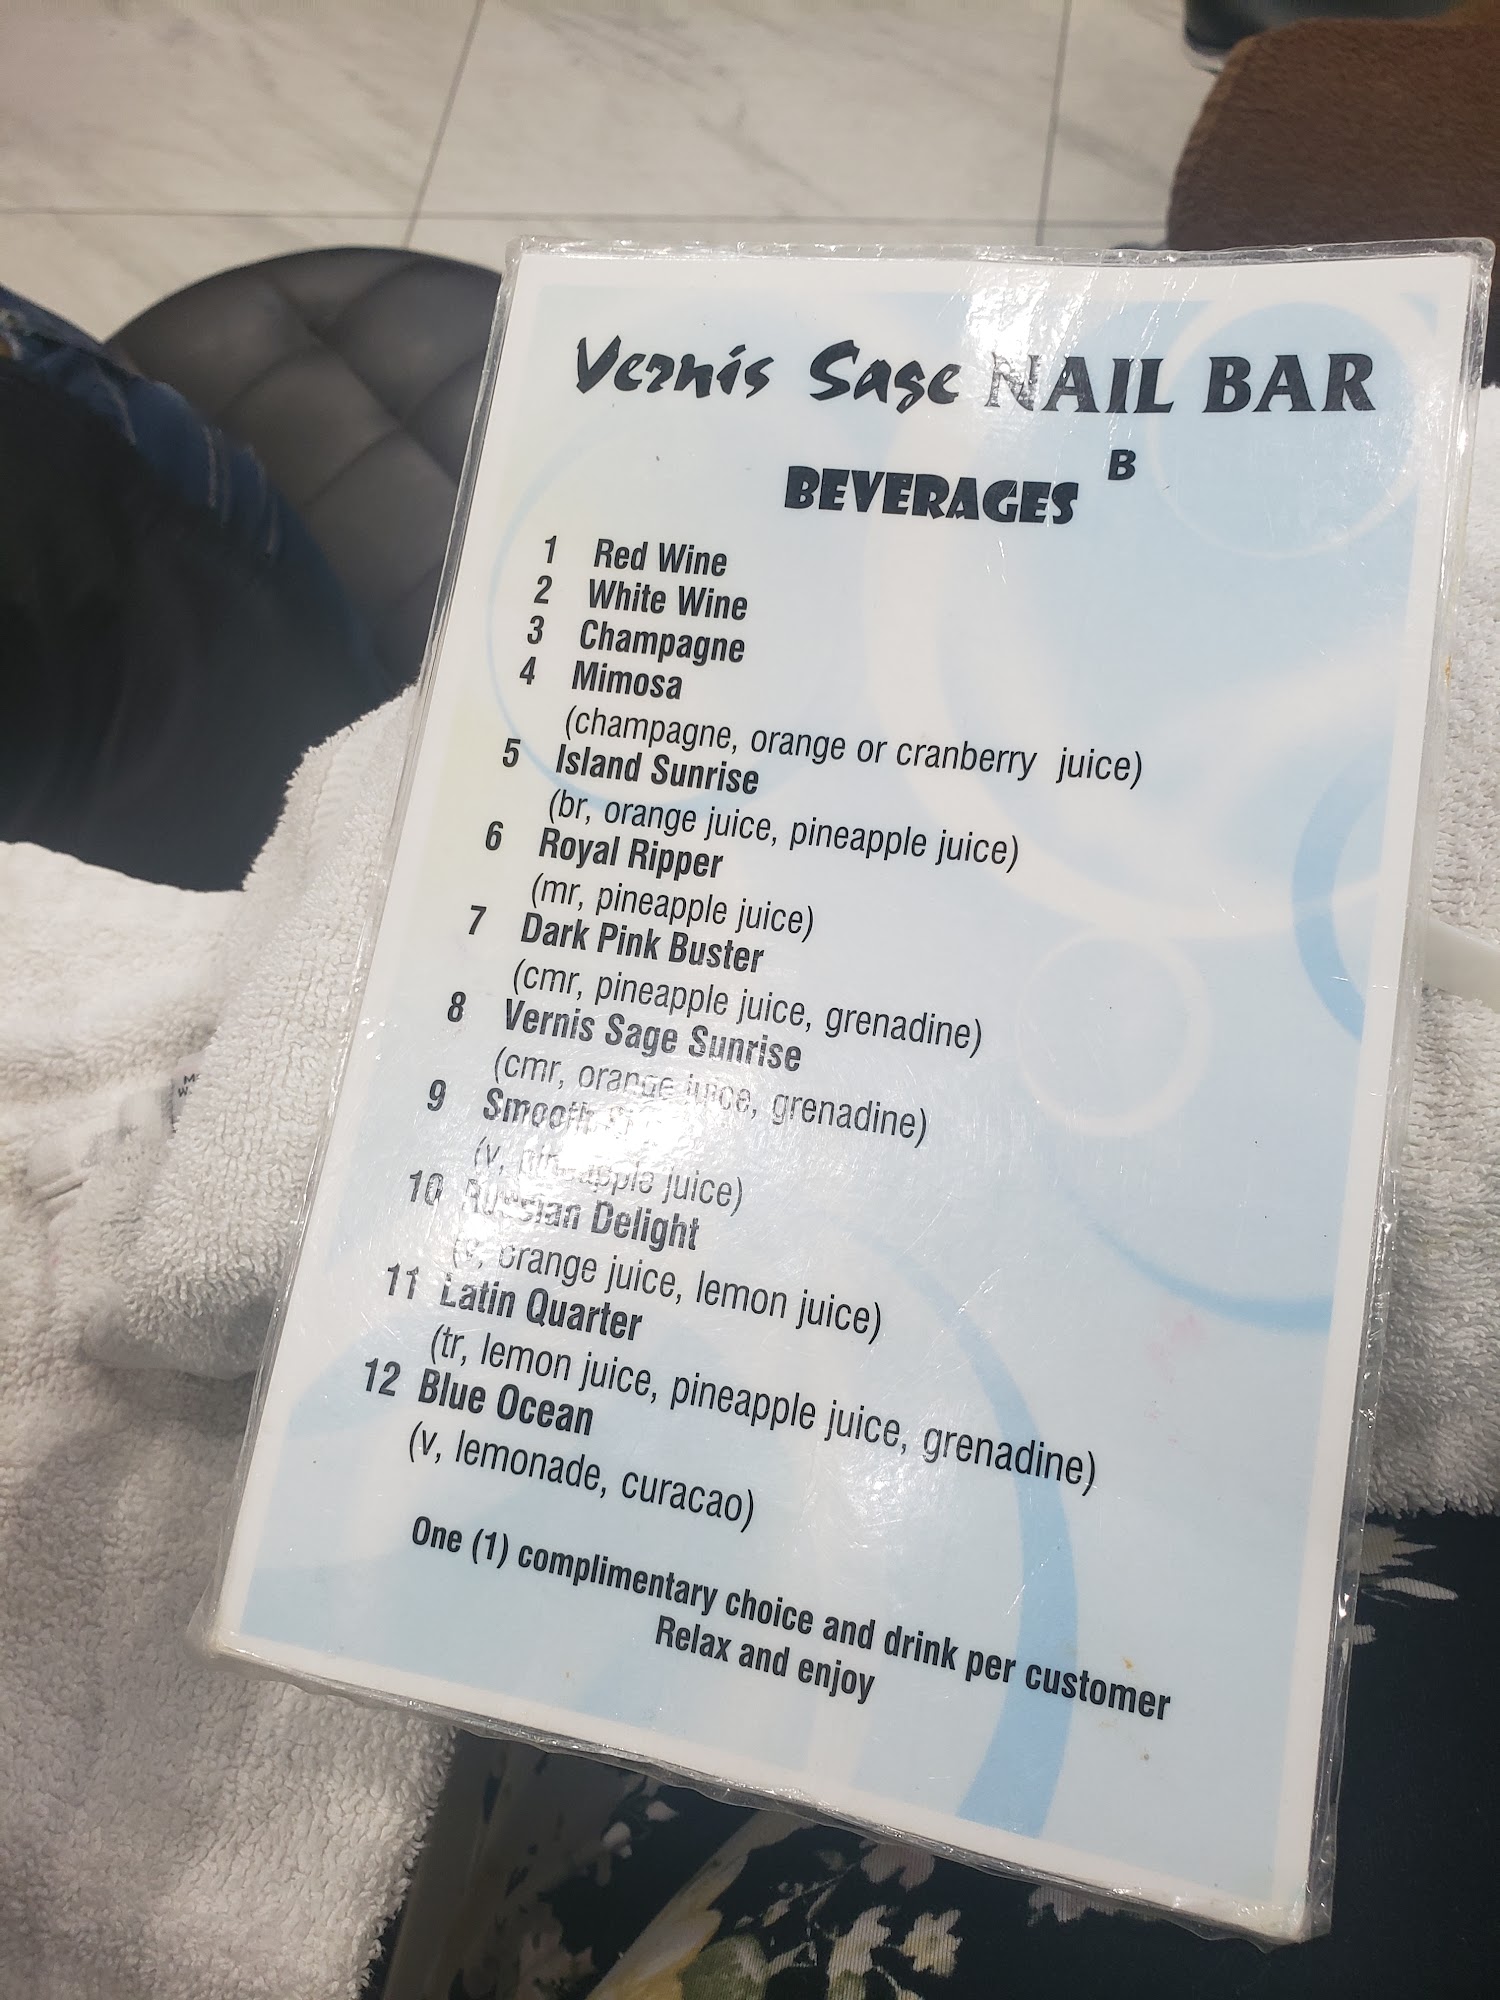 Vernis Sage NAIL BAR
B
BEVERAGES
1 Red Wine
2 White Wine
3 Champagne
4 Mimosa
(champagne, orange or cranberry juice)
5 Island Sunrise
(br, orange juice, pineapple juice)
6 Royal Ripper
(mr, pineapple juice)
7 Dark Pink Buster
(cmr, pineapple juice, grenadine)
8 Vernis Sage Sunrise
(cmr, orange juice, grenadine)
9 Smooth
(v, pineapple juice)
10 Russian Delight
(v, orange juice, lemon juice)
11 Latin Quarter
(tr, lemon juice, pineapple juice, grenadine)
12 Blue Ocean
(v, lemonade, curacao)
One (1) complimentary choice and drink per customer
Relax and enjoy